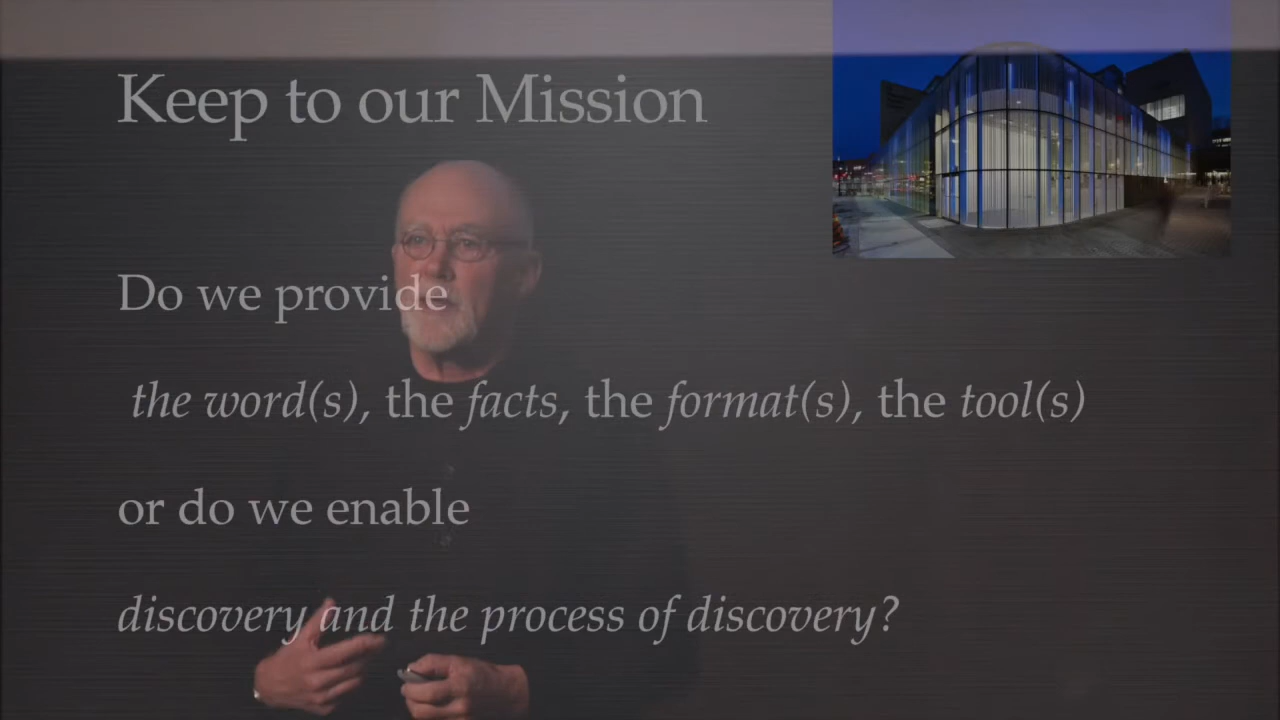 Keep to our Mission
Do we provide
the word(s), the facts, the format(s), the tool(s)
or do we enable
discovery and the process of discovery?